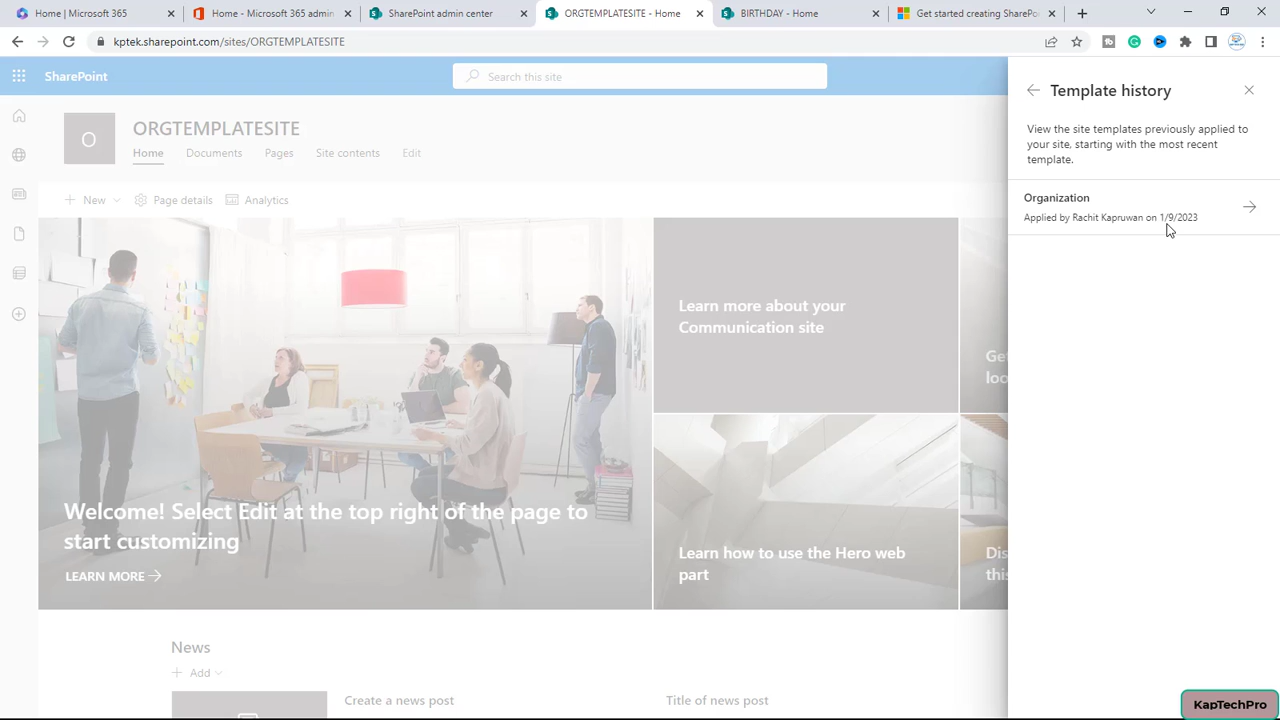 Home | Microsoft 365
Home - Microsoft 365 admin
SharePoint admin center
ORGTEMPLATESITE - Home
BIRTHDAY - Home
Get started creating SharePo
kptek.sharepoint.com/sites/ORGTEMPLATESITE
SharePoint
Search this site
O
ORGTEMPLATESITE
Home
Documents
Pages
Site contents
Edit
New
Page details
Analytics
Welcome! Select Edit at the top right of the page to
start customizing
LEARN MORE
Learn more about your
Communication site
Get
loo
Learn how to use the Hero web
part
Dis
this
News
Add
Create a news post
Title of news post
Template history
View the site templates previously applied to
your site, starting with the most recent
template.
Organization
Applied by Rachit Kapruwan on 1/9/2023
KapTechPro